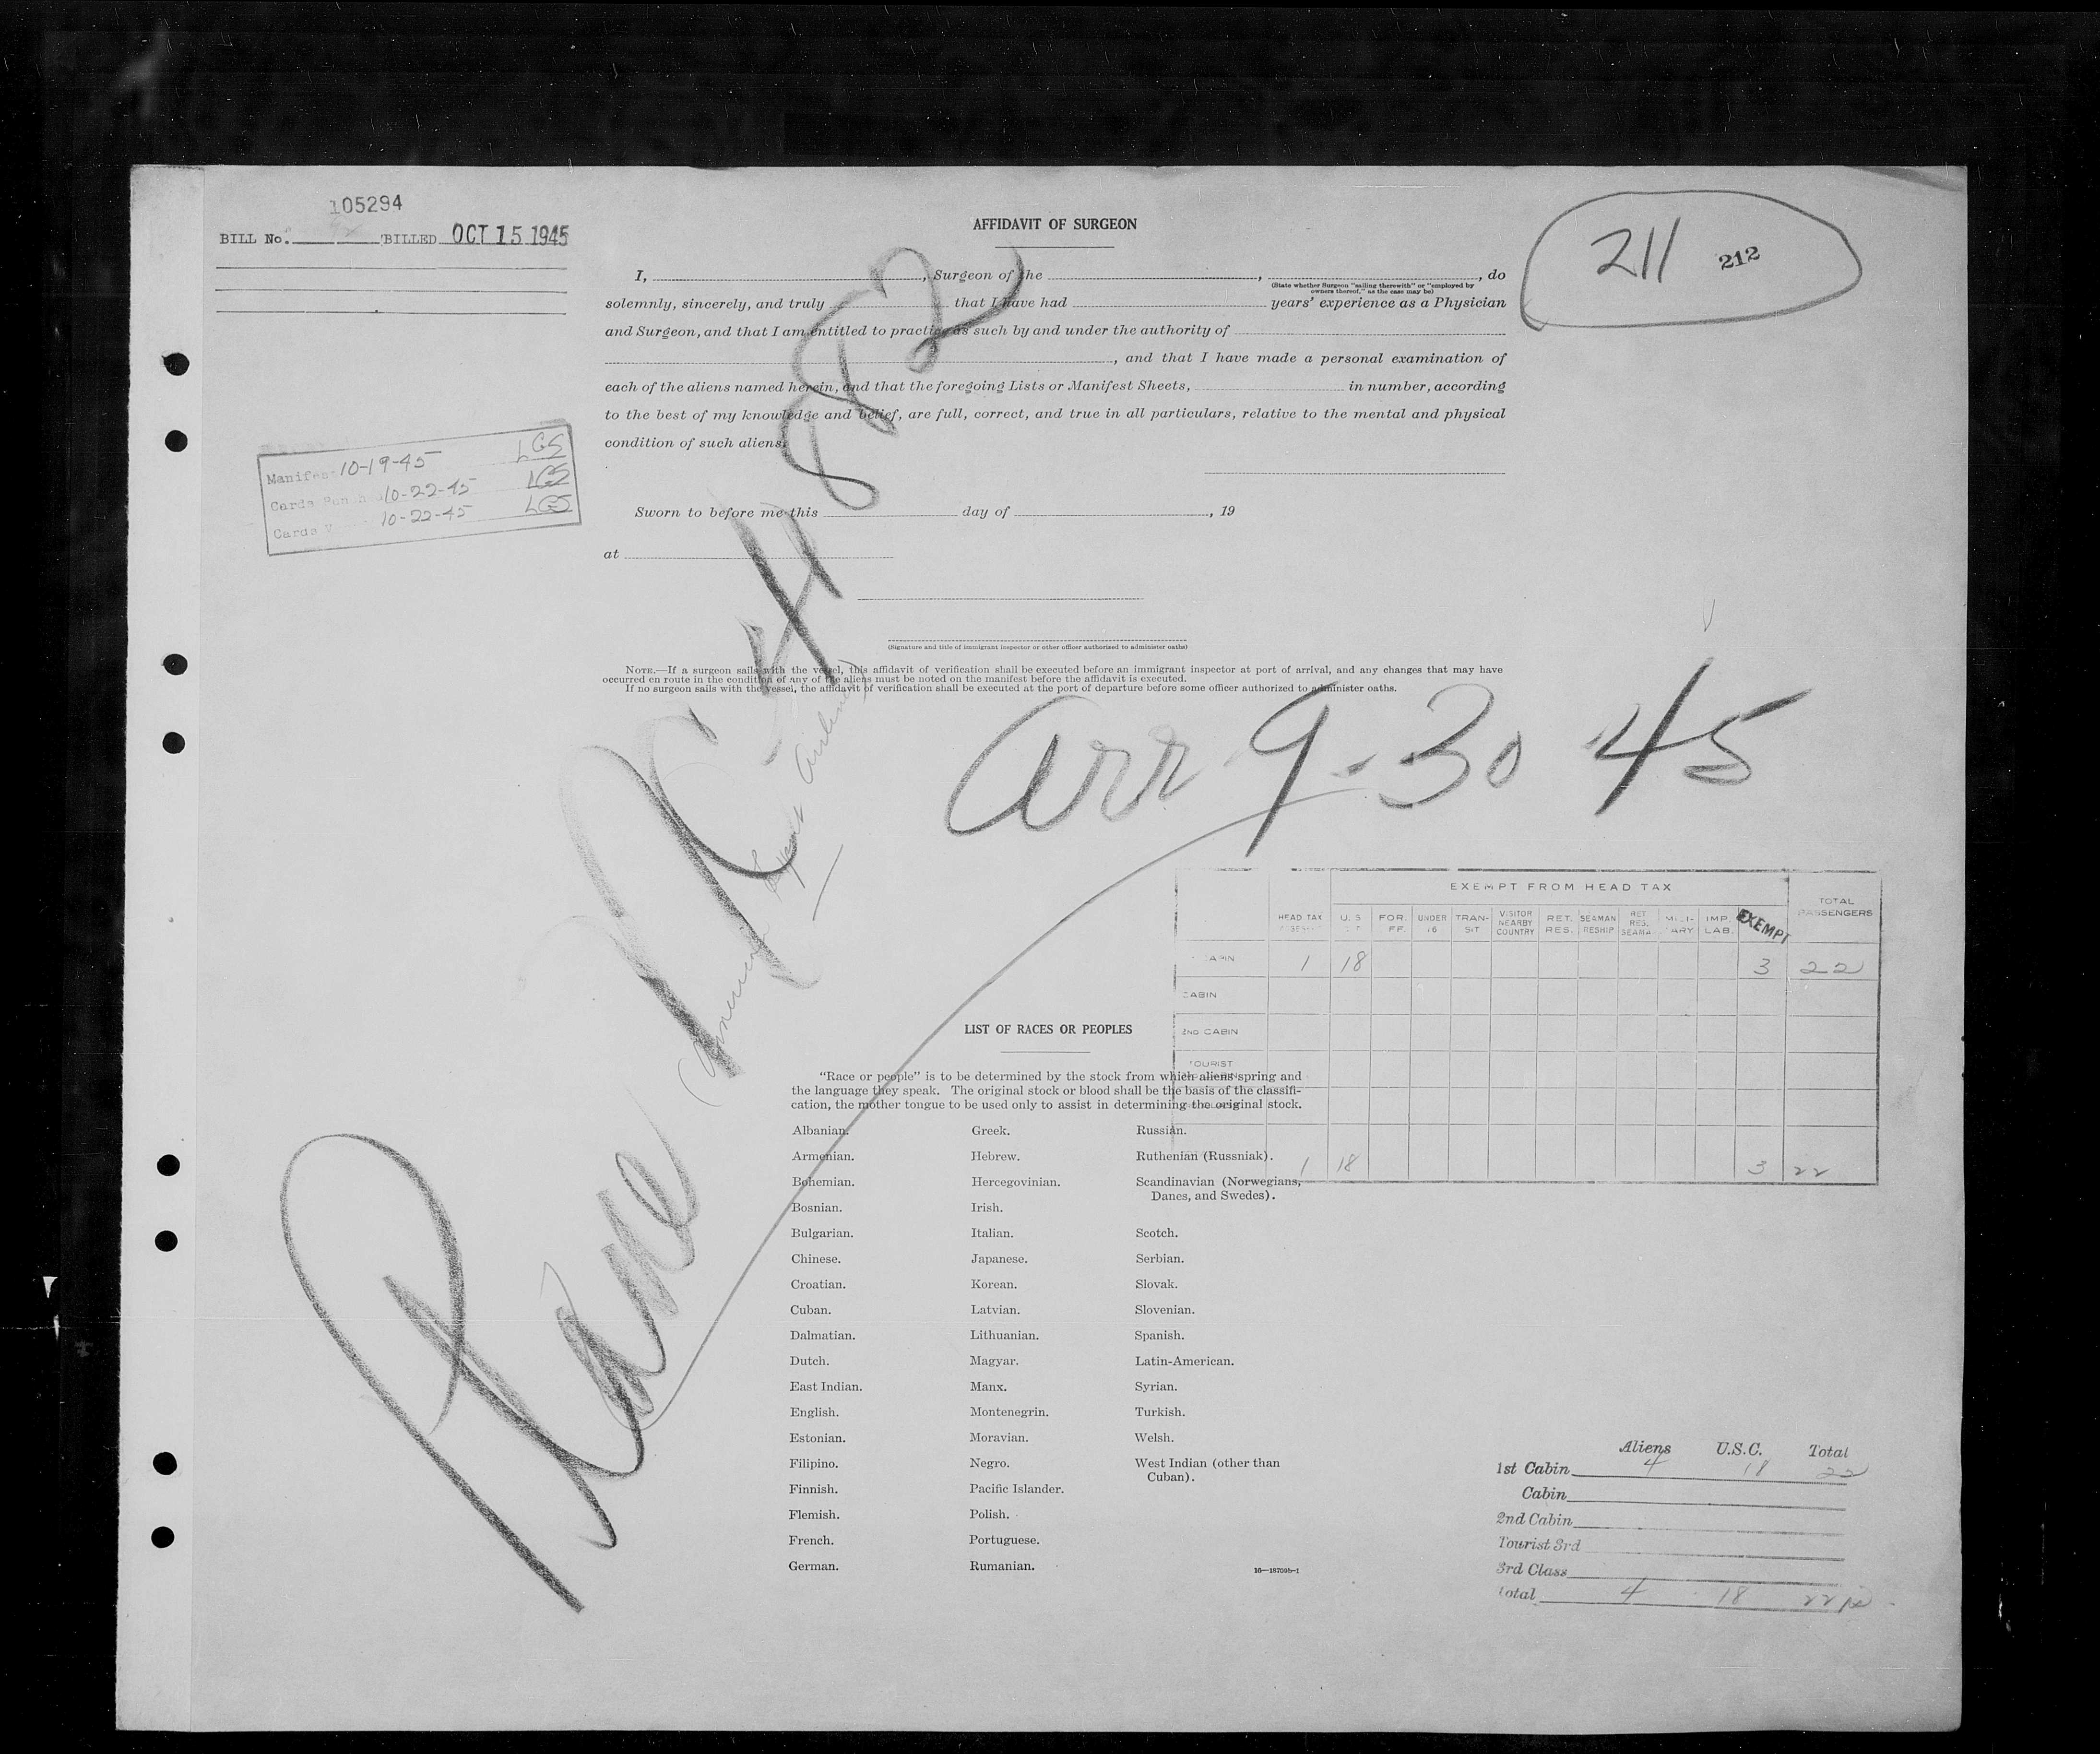 105294
BILL No. BILLED OCT 15 1945
AFFIDAVIT OF SURGEON
211 212
I, , Surgeon of the , , do
(State whether Surgeon "sailing therewith" or "employed by
owners thereof," as the case may be)
solemnly, sincerely, and truly that I have had years' experience as a Physician
and Surgeon, and that I am entitled to practice as such by and under the authority of
, and that I have made a personal examination of
each of the aliens named herein, and that the foregoing Lists or Manifest Sheets, in number, according
to the best of my knowledge and belief, are full, correct, and true in all particulars, relative to the mental and physical
condition of such aliens.
Manifest 10-19-45 LGS
Cards Punched 10-22-45 LGS
Cards V 10-22-45 LGS
Sworn to before me this day of , 19
at
(Signature and title of immigrant inspector or other officer authorized to administer oaths)
NOTE.—If a surgeon sails with the vessel, this affidavit of verification shall be executed before an immigrant inspector at port of arrival, and any changes that may have
occurred en route in the condition of any of the aliens must be noted on the manifest before the affidavit is executed.
If no surgeon sails with the vessel, the affidavit of verification shall be executed at the port of departure before some officer authorized to administer oaths.
Plane 882
(American Airlines)
arr 9-30 45
EXEMPT FROM HEAD TAX
HEAD TAX U.S. FOR. UNDER 16 TRANSIT VISITOR NEARBY COUNTRY RET. RES. SEAMAN RESHIP. RET. RES. SEAMA MILITARY IMP. LAB. EXEMPT TOTAL PASSENGERS
CABIN 1 18 3 22
CABIN
2ND CABIN
TOURIST
1 18 3 22
LIST OF RACES OR PEOPLES
"Race or people" is to be determined by the stock from which aliens spring and
the language they speak. The original stock or blood shall be the basis of the classifi-
cation, the mother tongue to be used only to assist in determining the original stock.
Albanian. Greek. Russian.
Armenian. Hebrew. Ruthenian (Russniak).
Bohemian. Hercegovinian. Scandinavian (Norwegians,
Danes, and Swedes).
Bosnian. Irish.
Bulgarian. Italian. Scotch.
Chinese. Japanese. Serbian.
Croatian. Korean. Slovak.
Cuban. Latvian. Slovenian.
Dalmatian. Lithuanian. Spanish.
Dutch. Magyar. Latin-American.
East Indian. Manx. Syrian.
English. Montenegrin. Turkish.
Estonian. Moravian. Welsh.
Filipino. Negro. West Indian (other than
Cuban).
Finnish. Pacific Islander.
Flemish. Polish.
French. Portuguese.
German. Rumanian.
16—18709b-1
Aliens U.S.C. Total
1st Cabin 4 18 22
Cabin
2nd Cabin
Tourist 3rd
3rd Class
total 4 18 22